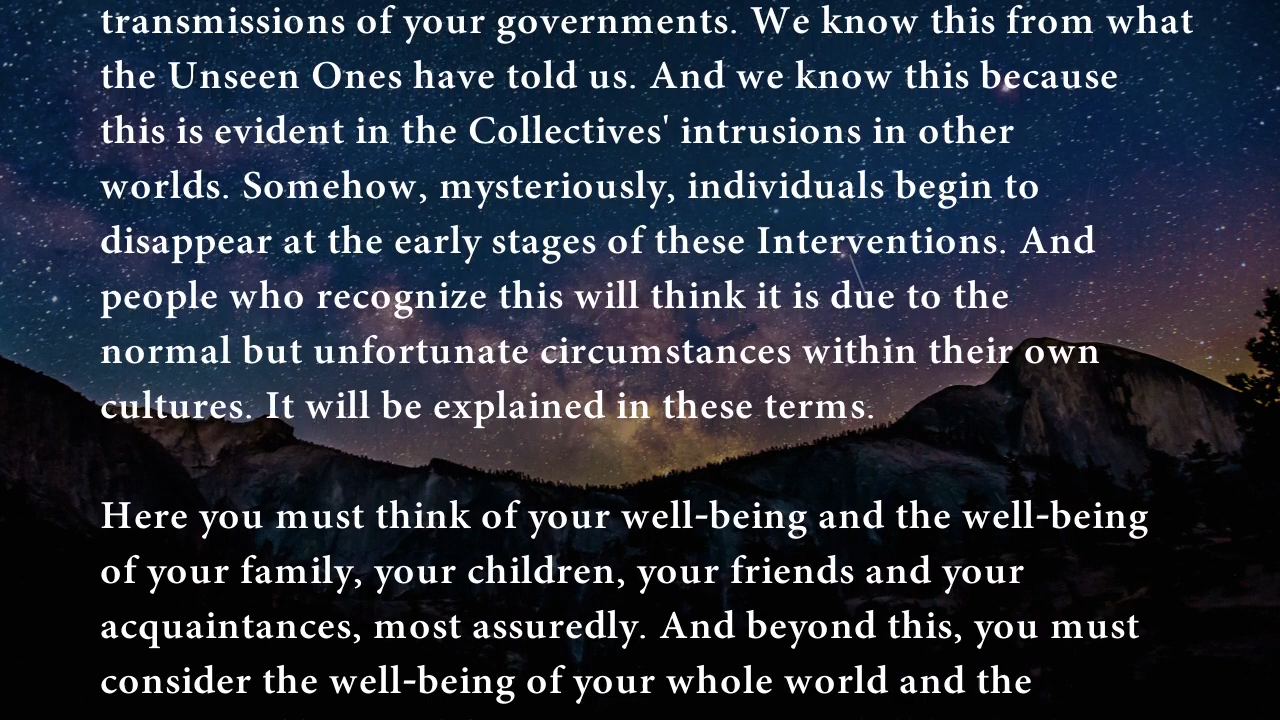 transmissions of your governments. We know this from what
the Unseen Ones have told us. And we know this because
this is evident in the Collectives' intrusions in other
worlds. Somehow, mysteriously, individuals begin to
disappear at the early stages of these Interventions. And
people who recognize this will think it is due to the
normal but unfortunate circumstances within their own
cultures. It will be explained in these terms.
Here you must think of your well-being and the well-being
of your family, your children, your friends and your
acquaintances, most assuredly. And beyond this, you must
consider the well-being of your whole world and the